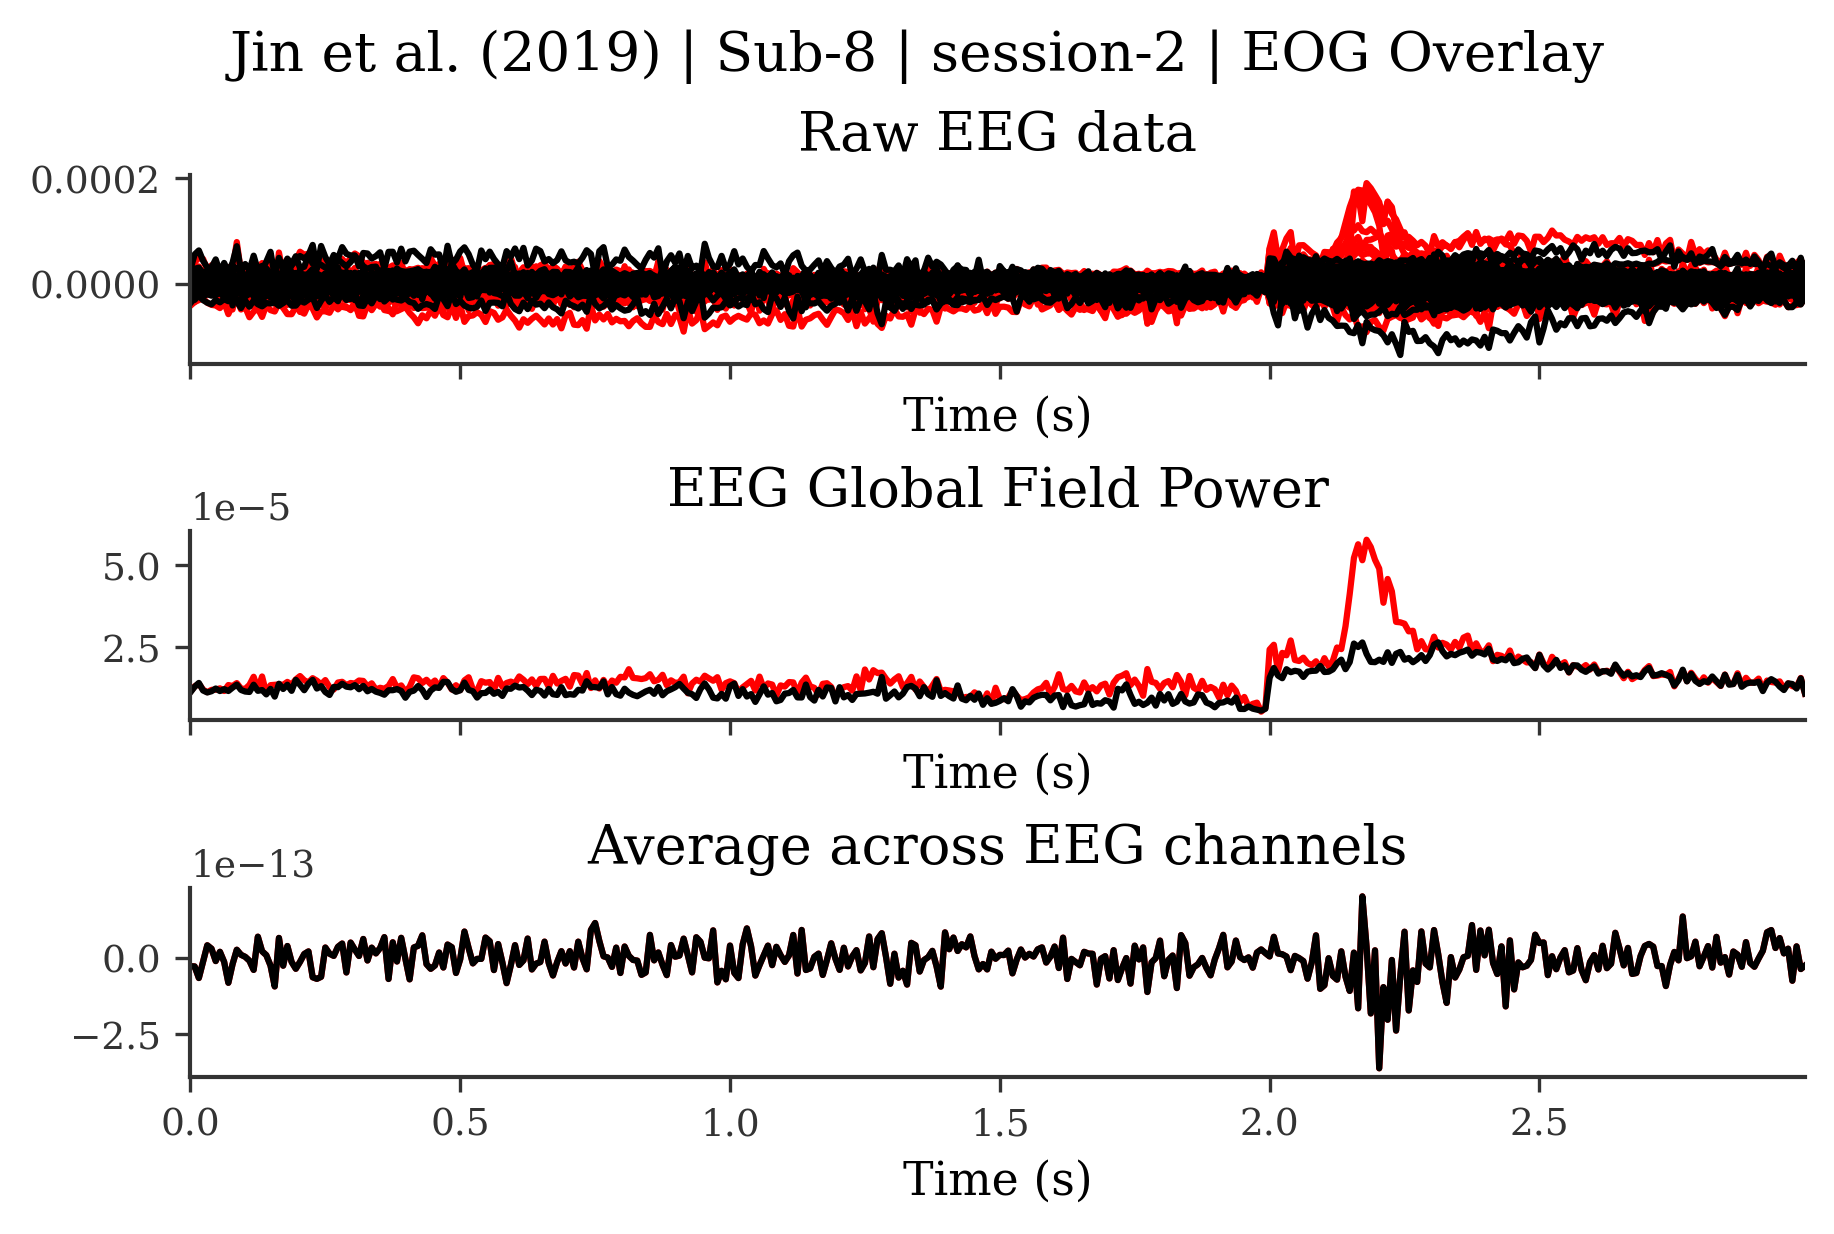 Jin et al. (2019) | Sub-8 | session-2 | EOG Overlay
Raw EEG data
0.0002
0.0000
Time (s)
EEG Global Field Power
1e−5
5.0
2.5
Time (s)
Average across EEG channels
1e−13
0.0
−2.5
0.0 0.5 1.0 1.5 2.0 2.5
Time (s)